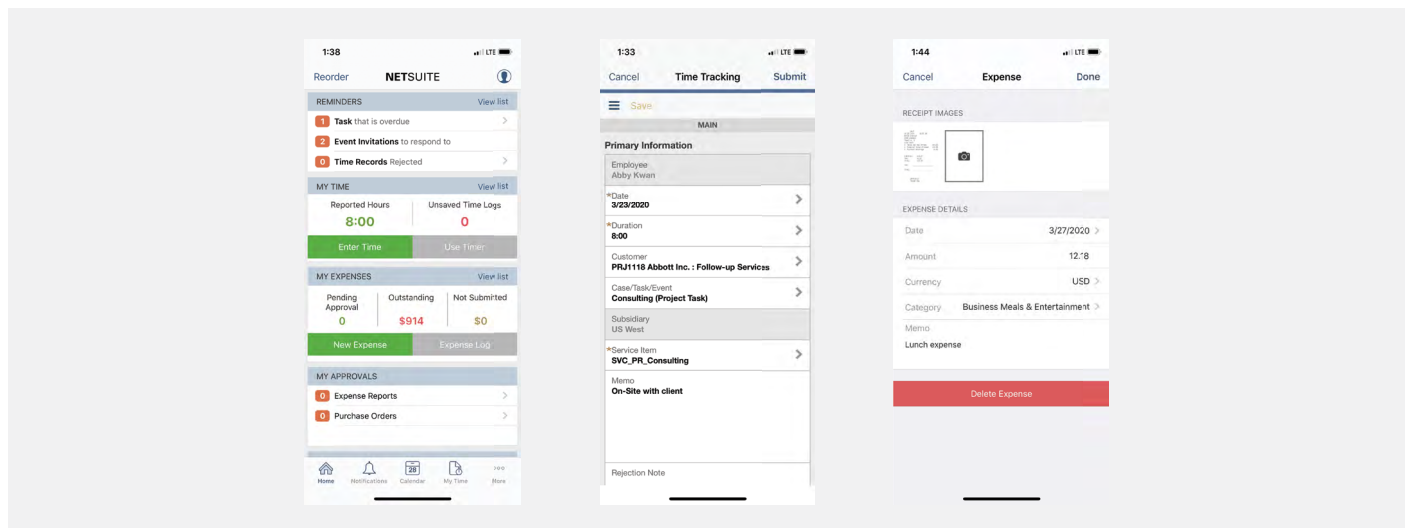 1:38
LTE
Reorder
NETSUITE
REMINDERS
View list
1 Task that is overdue
2 Event Invitations to respond to
0 Time Records Rejected
MY TIME
View list
Reported Hours
Unsaved Time Logs
8:00
0
Enter Time
Use Timer
MY EXPENSES
View list
Pending
Approval
Outstanding
Not Submitted
0
$914
$0
New Expense
Expense Log
MY APPROVALS
0 Expense Reports
0 Purchase Orders
28
Home
Notifications
Calendar
My Time
More
1:33
LTE
Cancel
Time Tracking
Submit
Save
MAIN
Primary Information
Employee
Abby Kwan
*Date
3/23/2020
*Duration
8:00
Customer
PRJ1118 Abbott Inc. : Follow-up Services
Case/Task/Event
Consulting (Project Task)
Subsidiary
US West
*Service Item
SVC_PR_Consulting
Memo
On-Site with client
Rejection Note
1:44
LTE
Cancel
Expense
Done
RECEIPT IMAGES
EXPENSE DETAILS
Date
3/27/2020
Amount
12.18
Currency
USD
Category
Business Meals & Entertainment
Memo
Lunch expense
Delete Expense